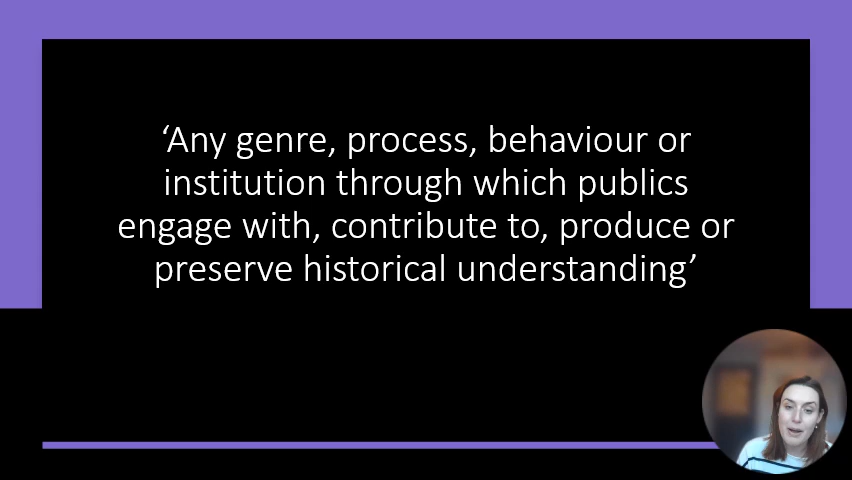 ‘Any genre, process, behaviour or
institution through which publics
engage with, contribute to, produce or
preserve historical understanding’